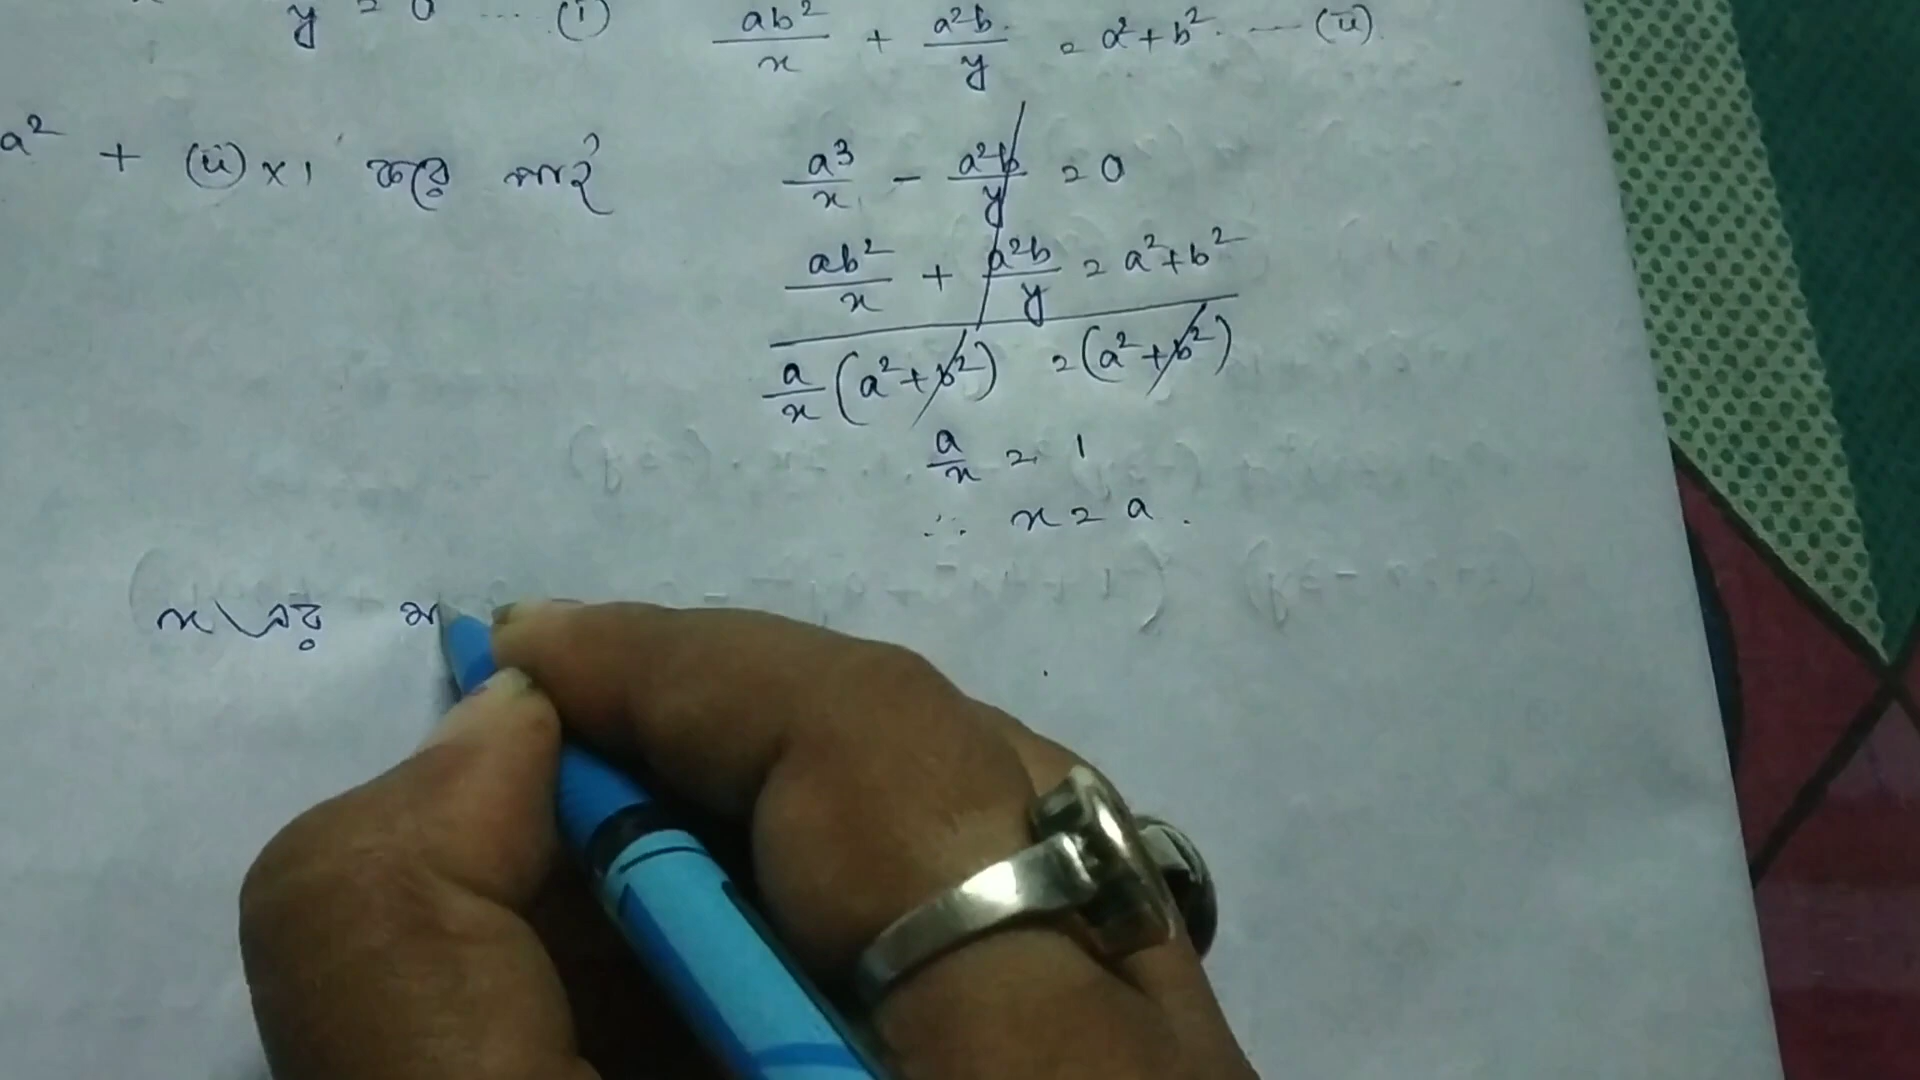 y = 0 ... (i)
ab²/x + a²b/y = a² + b² ... (ii)
a² + (ii) × 1 করে পাই
a³/x - a²b/y = 0
ab²/x + a²b/y = a² + b²
a/x (a² + b²) = (a² + b²)
a/x = 1
∴ x = a.
x এর ম